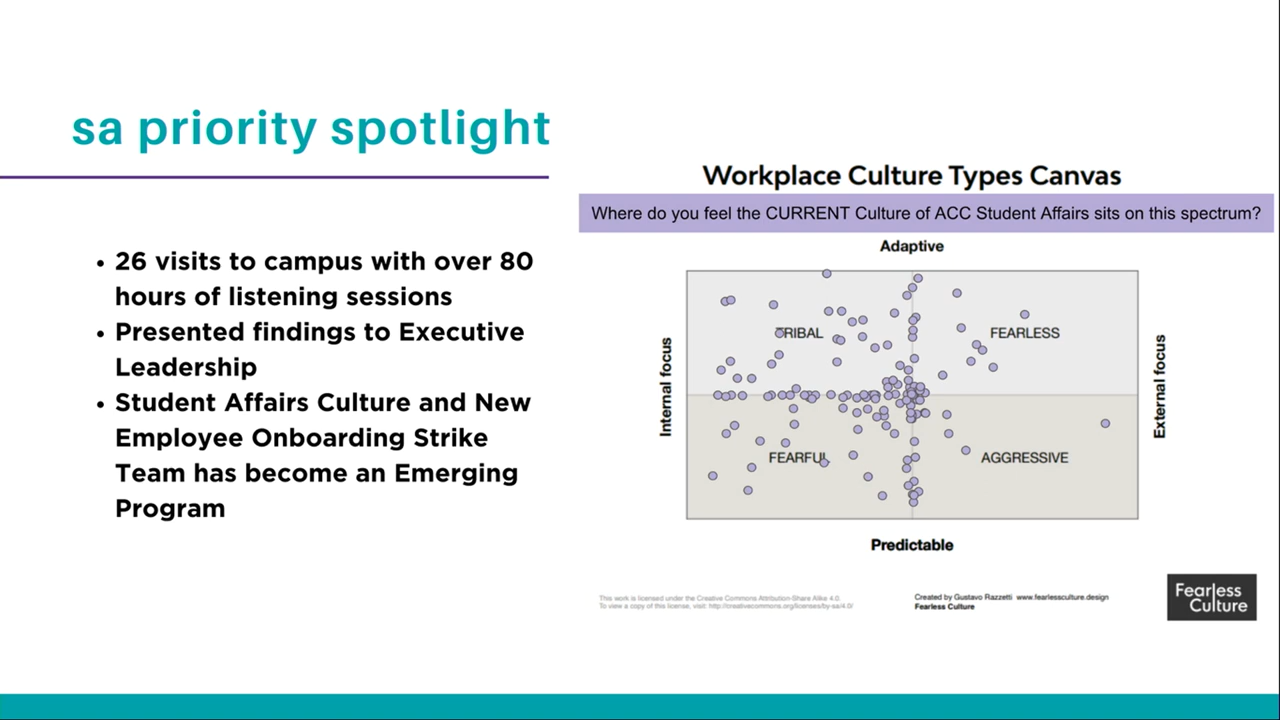 sa priority spotlight
• 26 visits to campus with over 80
hours of listening sessions
• Presented findings to Executive
Leadership
• Student Affairs Culture and New
Employee Onboarding Strike
Team has become an Emerging
Program
Workplace Culture Types Canvas
Where do you feel the CURRENT Culture of ACC Student Affairs sits on this spectrum?
Adaptive
Internal focus
TRIBAL
FEARLESS
FEARFUL
AGGRESSIVE
External focus
Predictable
This work is licensed under the Creative Commons Attribution-Share Alike 4.0.
To view a copy of this license, visit: http://creativecommons.org/licenses/by-sa/4.0/
Created by Gustavo Razzetti www.fearlessculture.design
Fearless Culture
Fearless
Culture